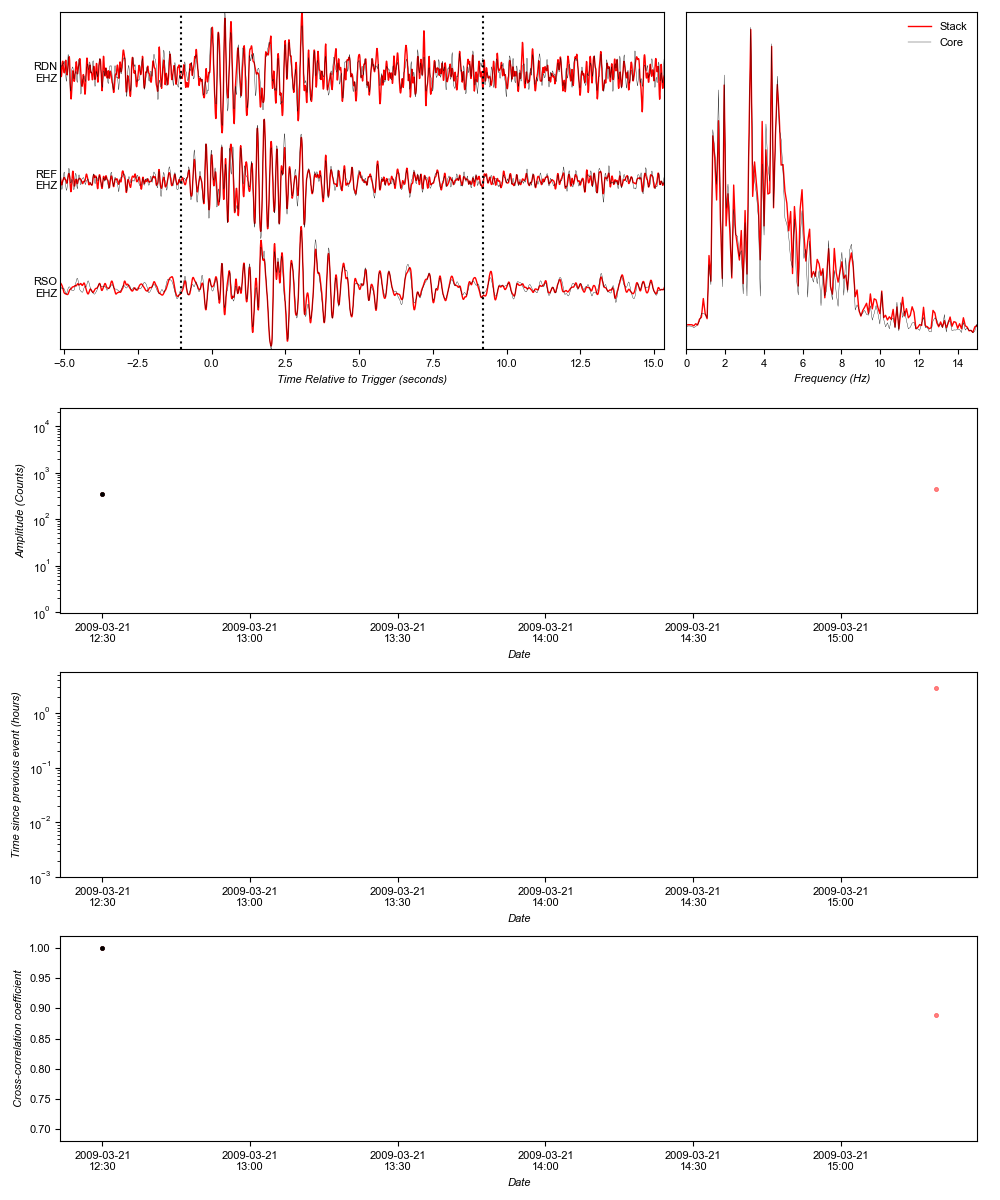 RDN
EHZ
REF
EHZ
RSO
EHZ
−5.0 −2.5 0.0 2.5 5.0 7.5 10.0 12.5 15.0
Time Relative to Trigger (seconds)
Stack
Core
0 2 4 6 8 10 12 14
Frequency (Hz)
Amplitude (Counts)
10⁴
10³
10²
10¹
10⁰
2009-03-21 2009-03-21 2009-03-21 2009-03-21 2009-03-21 2009-03-21
12:30 13:00 13:30 14:00 14:30 15:00
Date
Time since previous event (hours)
10⁰
10⁻¹
10⁻²
10⁻³
2009-03-21 2009-03-21 2009-03-21 2009-03-21 2009-03-21 2009-03-21
12:30 13:00 13:30 14:00 14:30 15:00
Date
Cross-correlation coefficient
1.00
0.95
0.90
0.85
0.80
0.75
0.70
2009-03-21 2009-03-21 2009-03-21 2009-03-21 2009-03-21 2009-03-21
12:30 13:00 13:30 14:00 14:30 15:00
Date